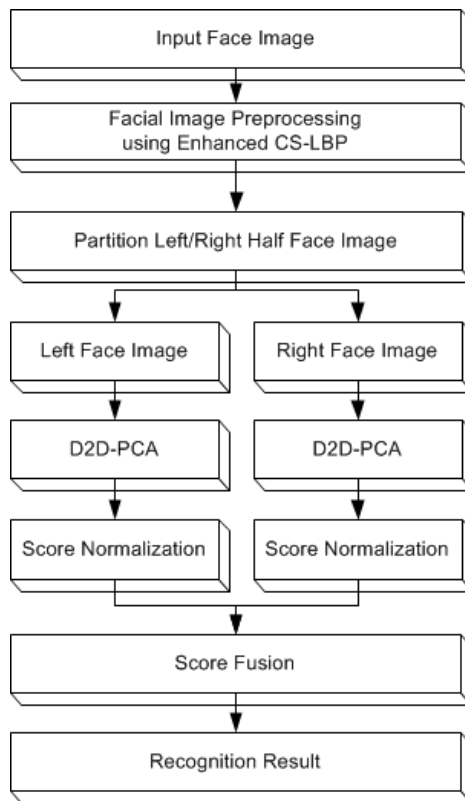 Input Face Image
Facial Image Preprocessing
using Enhanced CS-LBP
Partition Left/Right Half Face Image
Left Face Image
Right Face Image
D2D-PCA
D2D-PCA
Score Normalization
Score Normalization
Score Fusion
Recognition Result